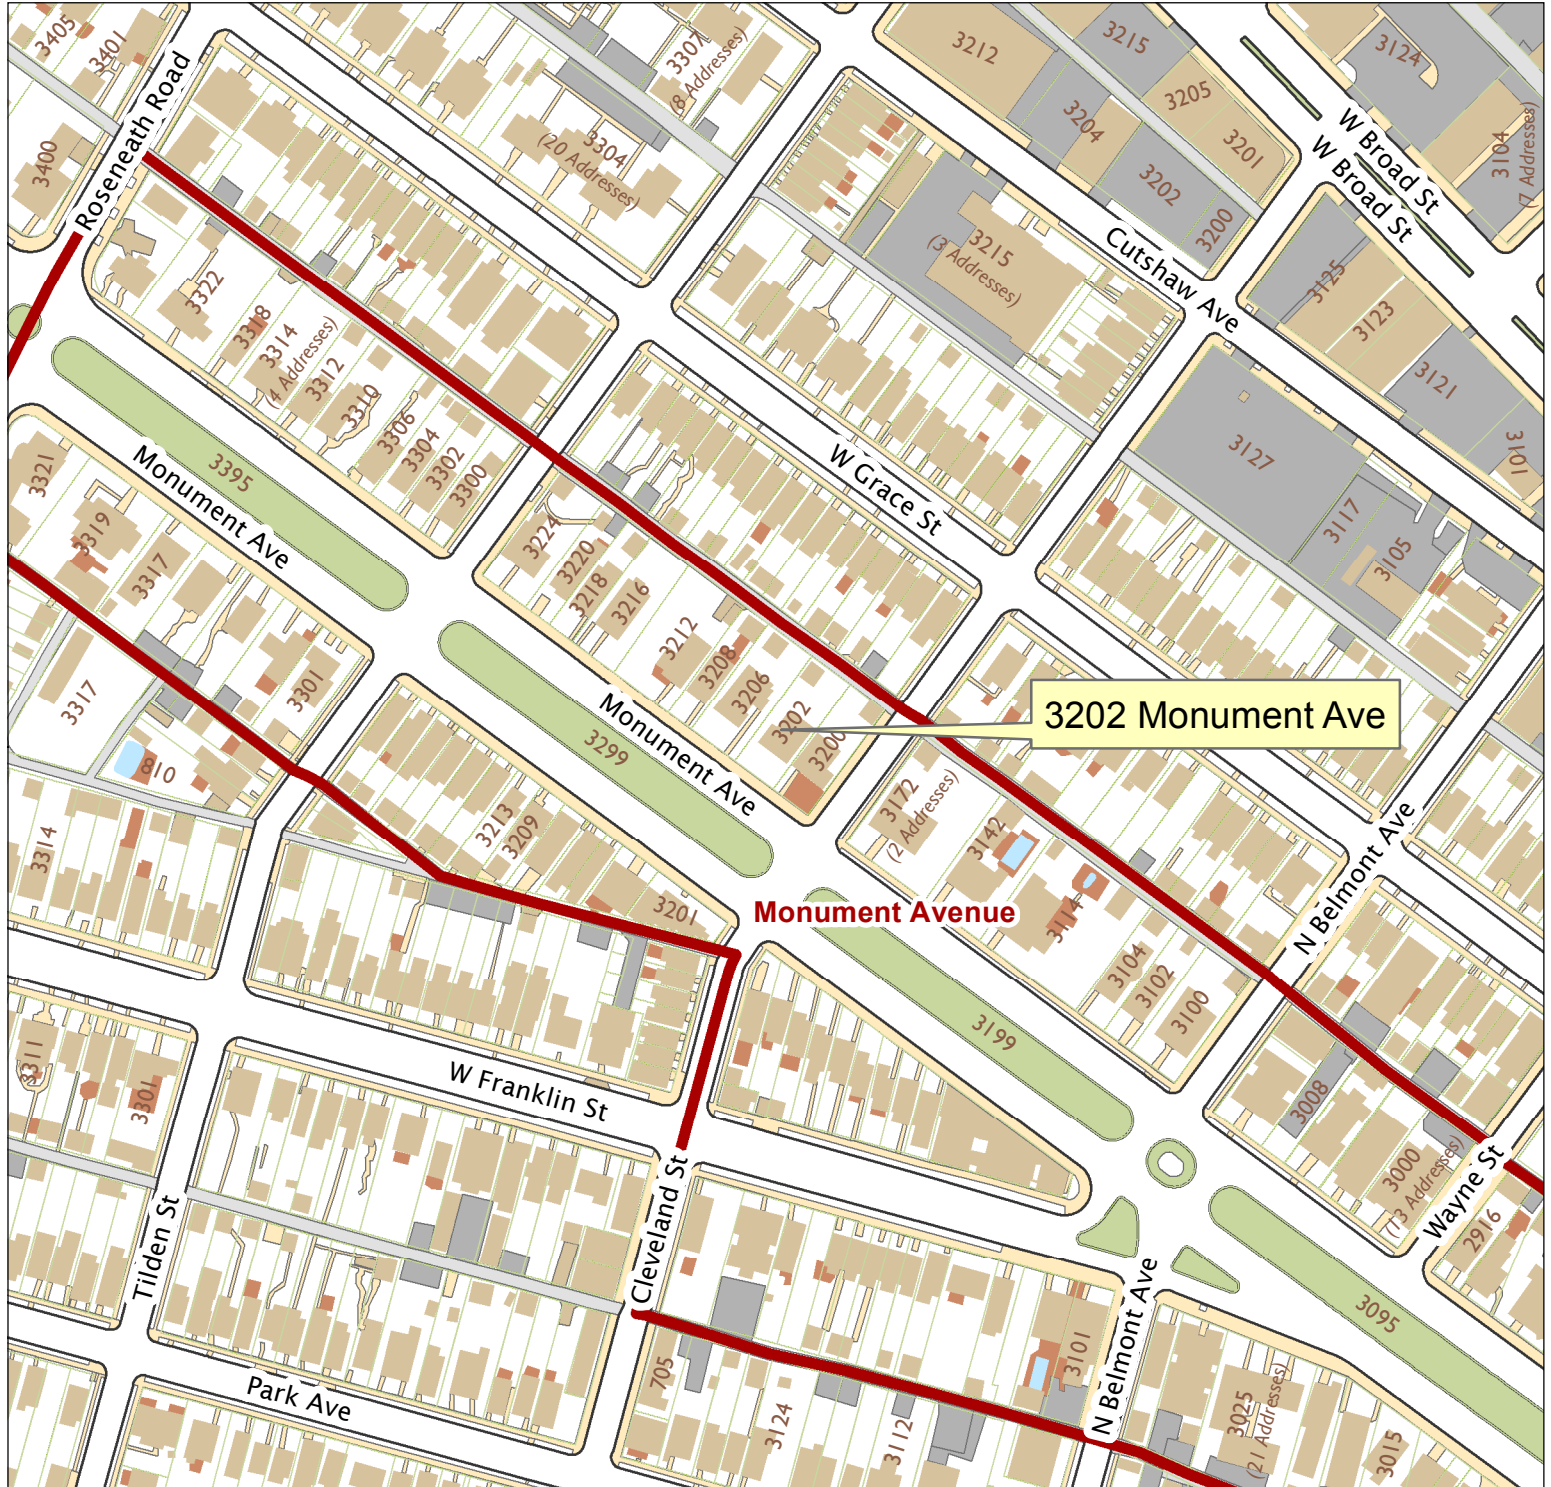 3405
3401
3307
(8 Addresses)
3212
3215
3124
3205
3204
3201
3104
(7 Addresses)
W Broad St
W Broad St
Roseneath Road
3400
3304
(20 Addresses)
3202
3200
3215
(3 Addresses)
Cutshaw Ave
3125
3123
3121
3101
3322
3318
3314
(4 Addresses)
3312
3310
3306
3304
3302
3300
3127
3117
3105
W Grace St
3395
Monument Ave
3321
3319
3317
3224
3220
3218
3216
3212
3208
3206
3202
3200
3202 Monument Ave
3317
3301
810
3299
Monument Ave
3172
(2 Addresses)
3142
3114
3104
3102
3100
N Belmont Ave
3314
3213
3209
3201
Monument Avenue
3199
3311
3301
W Franklin St
3008
3000
(13 Addresses)
Wayne St
2916
Tilden St
Cleveland St
N Belmont Ave
3095
Park Ave
705
3124
3112
3101
3025
(21 Addresses)
3015